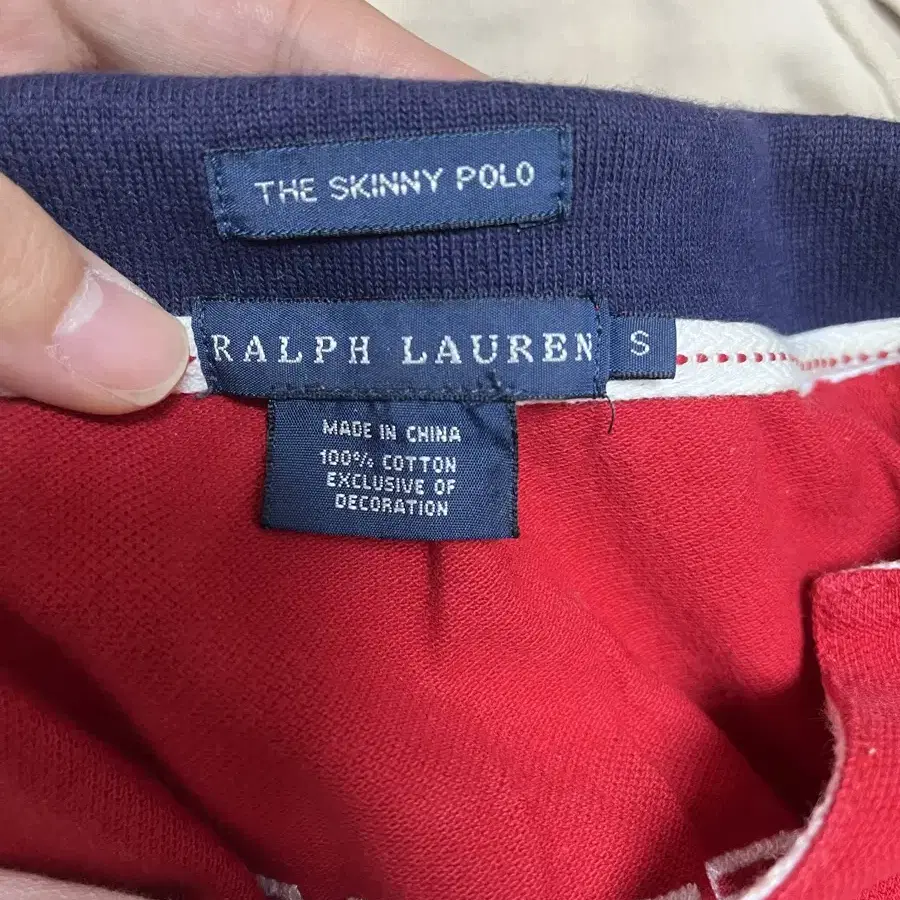 THE SKINNY POLO
RALPH LAUREN
S
MADE IN CHINA
100% COTTON
EXCLUSIVE OF
DECORATION